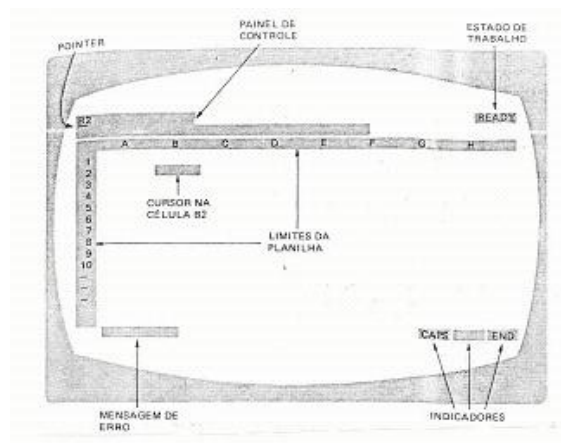 PAINEL DE
CONTROLE
ESTADO DE
TRABALHO
POINTER
B2
READY
A B C D E F G H
1
2
3
4
5
6
7
8
9
10
CURSOR NA
CÉLULA B2
LIMITES DA
PLANILHA
CAPS END
MENSAGEM DE
ERRO
INDICADORES